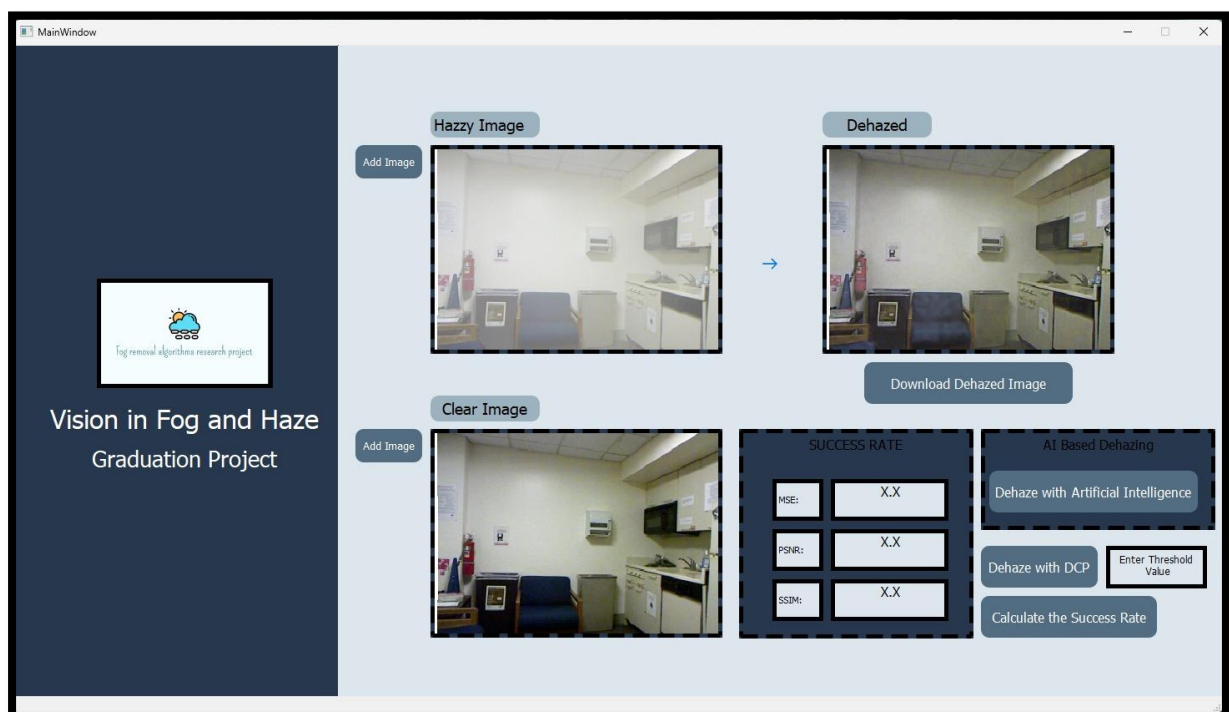 MainWindow
Hazzy Image
Dehazed
Add Image
Fog removal algorithms research project
Vision in Fog and Haze
Graduation Project
Download Dehazed Image
Clear Image
Add Image
SUCCESS RATE
MSE:
X.X
PSNR:
X.X
SSIM:
X.X
AI Based Dehazing
Dehaze with Artificial Intelligence
Dehaze with DCP
Enter Threshold
Value
Calculate the Success Rate